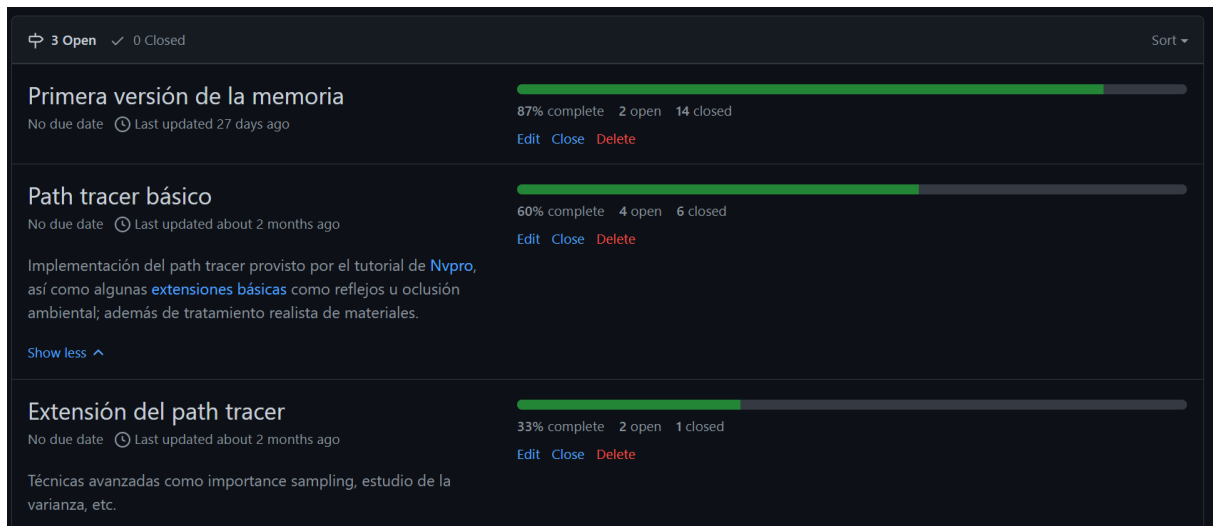 3 Open 0 Closed Sort
Primera versión de la memoria
No due date Last updated 27 days ago
87% complete 2 open 14 closed
Edit Close Delete
Path tracer básico
No due date Last updated about 2 months ago
60% complete 4 open 6 closed
Edit Close Delete
Implementación del path tracer provisto por el tutorial de Nvpro,
así como algunas extensiones básicas como reflejos u oclusión
ambiental; además de tratamiento realista de materiales.
Show less
Extensión del path tracer
No due date Last updated about 2 months ago
33% complete 2 open 1 closed
Edit Close Delete
Técnicas avanzadas como importance sampling, estudio de la
varianza, etc.